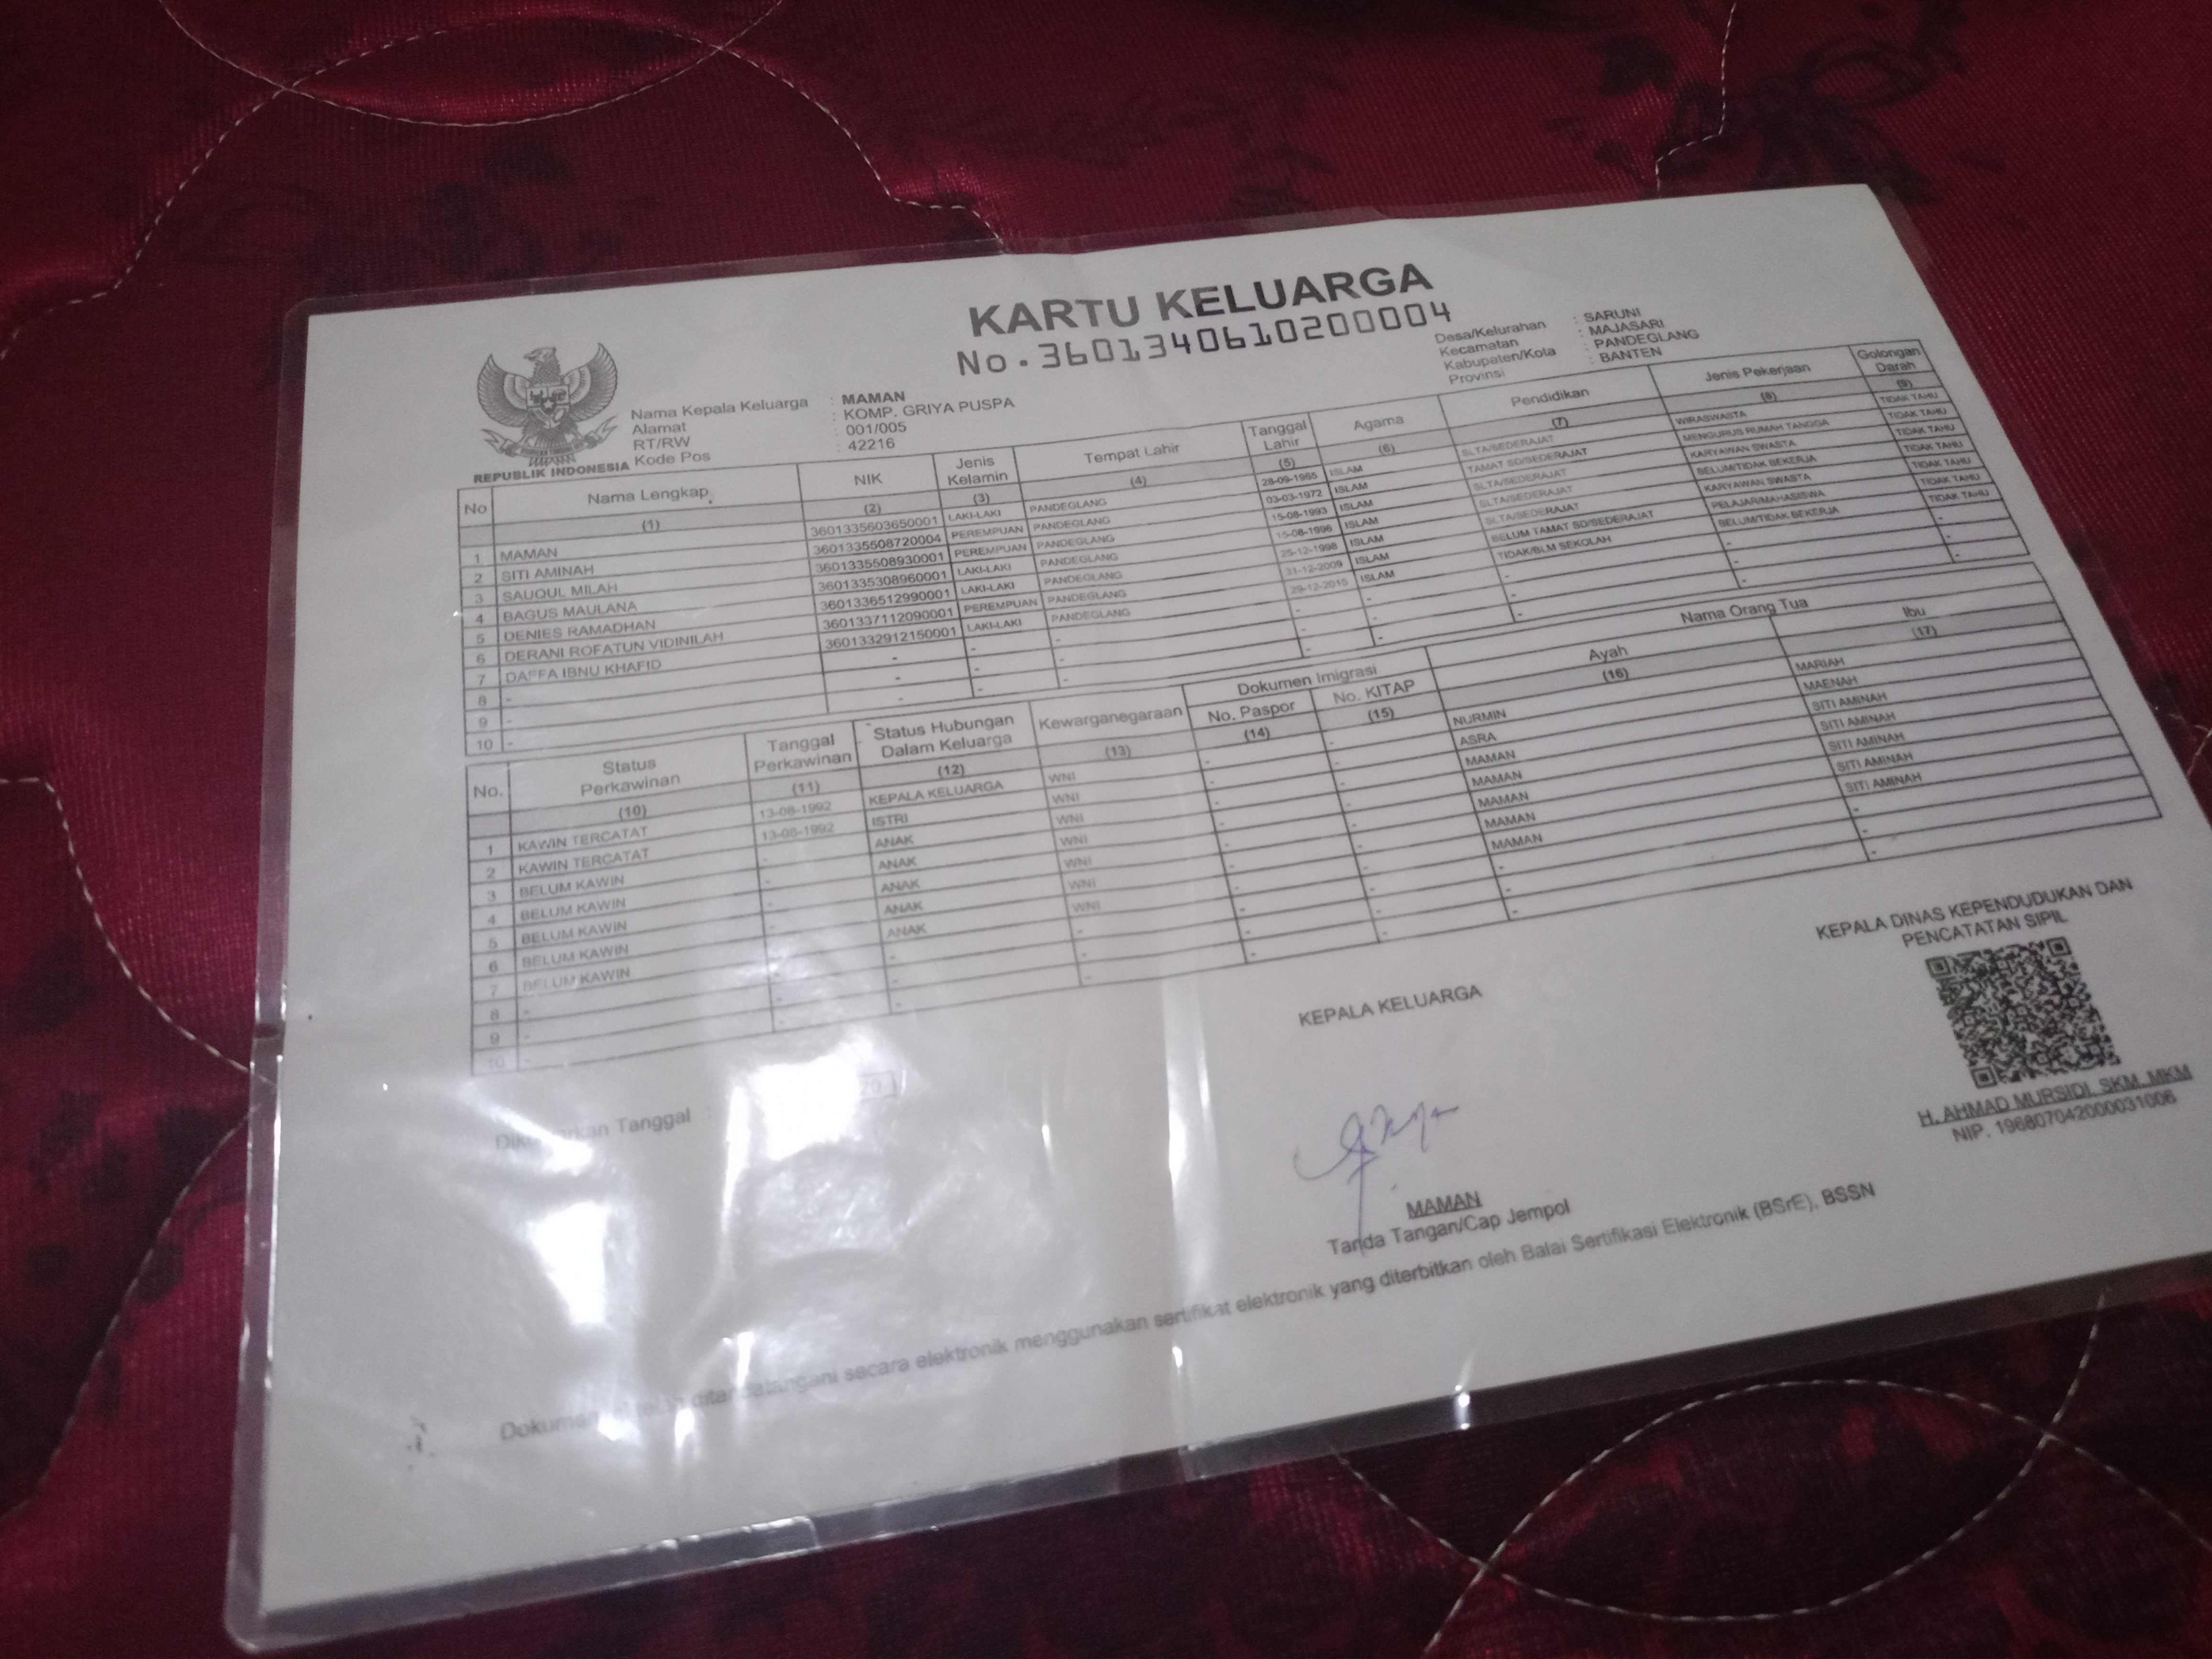 KARTU KELUARGA
No. 3601340610200004
REPUBLIK INDONESIA
Nama Kepala Keluarga : MAMAN
Alamat : KOMP. GRIYA PUSPA
RT/RW : 001/005
Kode Pos : 42216
Desa/Kelurahan : SARUNI
Kecamatan : MAJASARI
Kabupaten/Kota : PANDEGLANG
Provinsi : BANTEN
No Nama Lengkap NIK Jenis Kelamin Tempat Lahir Tanggal Lahir Agama Pendidikan Jenis Pekerjaan Golongan Darah
(1) (2) (3) (4) (5) (6) (7) (8) (9)
1 MAMAN 3601335603650001 LAKI-LAKI PANDEGLANG 28-09-1965 ISLAM SLTA/SEDERAJAT WIRASWASTA TIDAK TAHU
2 SITI AMINAH 3601335508720004 PEREMPUAN PANDEGLANG 03-03-1972 ISLAM TAMAT SD/SEDERAJAT MENGURUS RUMAH TANGGA TIDAK TAHU
3 SAUQUL MILAH 3601335508930001 PEREMPUAN PANDEGLANG 15-08-1993 ISLAM SLTA/SEDERAJAT KARYAWAN SWASTA TIDAK TAHU
4 BAGUS MAULANA 3601335308960001 LAKI-LAKI PANDEGLANG 15-08-1996 ISLAM SLTA/SEDERAJAT BELUM/TIDAK BEKERJA TIDAK TAHU
5 DENIES RAMADHAN 3601336512990001 LAKI-LAKI PANDEGLANG 25-12-1998 ISLAM SLTA/SEDERAJAT KARYAWAN SWASTA TIDAK TAHU
6 DERANI ROFATUN VIDINILAH 3601337112090001 PEREMPUAN PANDEGLANG 31-12-2009 ISLAM BELUM TAMAT SD/SEDERAJAT PELAJAR/MAHASISWA TIDAK TAHU
7 DAFFA IBNU KHAFID 3601332912150001 LAKI-LAKI PANDEGLANG 29-12-2015 ISLAM TIDAK/BLM SEKOLAH BELUM/TIDAK BEKERJA TIDAK TAHU
8 - - - - - - - - -
9 - - - - - - - - -
10 - - - - - - - - -
No. Status Perkawinan Tanggal Perkawinan Status Hubungan Dalam Keluarga Kewarganegaraan Dokumen Imigrasi Nama Orang Tua
No. Paspor No. KITAP Ayah Ibu
(10) (11) (12) (13) (14) (15) (16) (17)
1 KAWIN TERCATAT 13-08-1992 KEPALA KELUARGA WNI - - NURMIN MARIAH
2 KAWIN TERCATAT 13-08-1992 ISTRI WNI - - ASRA MAENAH
3 BELUM KAWIN - ANAK WNI - - MAMAN SITI AMINAH
4 BELUM KAWIN - ANAK WNI - - MAMAN SITI AMINAH
5 BELUM KAWIN - ANAK WNI - - MAMAN SITI AMINAH
6 BELUM KAWIN - ANAK WNI - - MAMAN SITI AMINAH
7 BELUM KAWIN - ANAK WNI - - MAMAN SITI AMINAH
8 - - - - - - - -
9 - - - - - - - -
10 - - - - - - - -
Tanggal :
KEPALA KELUARGA
MAMAN
Tanda Tangan/Cap Jempol
KEPALA DINAS KEPENDUDUKAN DAN
PENCATATAN SIPIL
H. AHMAD MURSIDI, SKM, MKM
NIP. 196807042000031006
ditandatangani secara elektronik menggunakan sertifikat elektronik yang diterbitkan oleh Balai Sertifikasi Elektronik (BSrE), BSSN